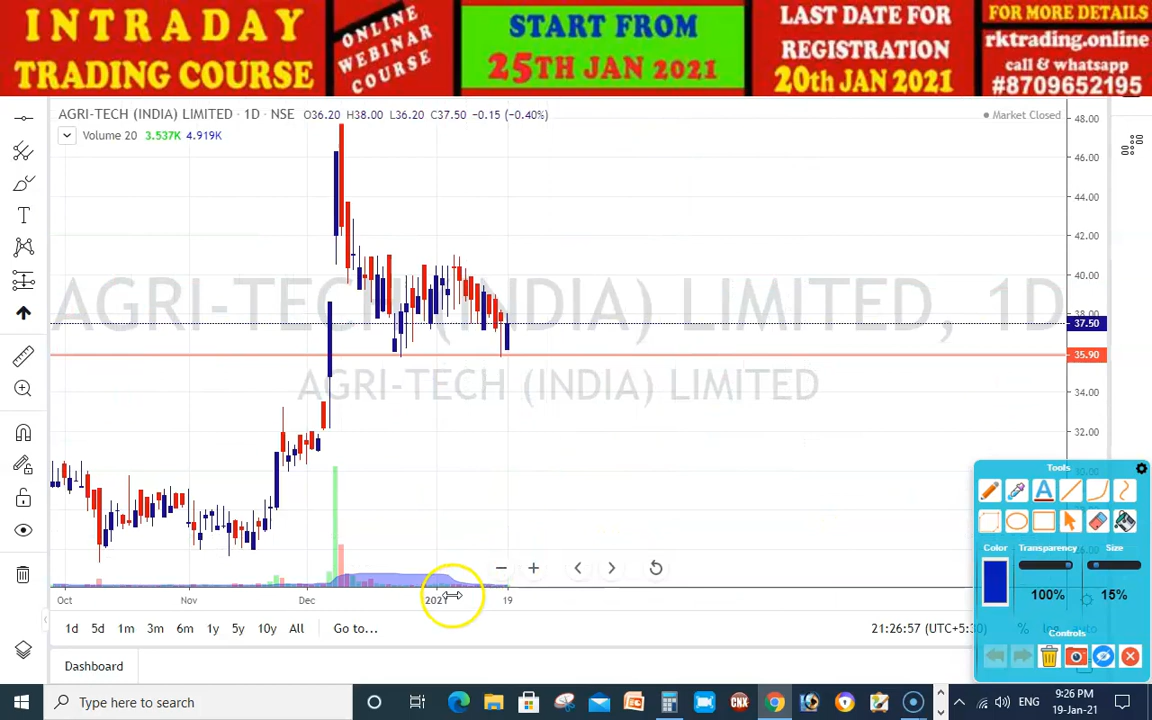 INTRADAY
TRADING COURSE
ONLINE
WEBINAR
COURSE
START FROM
25TH JAN 2021
LAST DATE FOR
REGISTRATION
20th JAN 2021
FOR MORE DETAILS
rktrading.online
call & whatsapp
#8709652195
AGRI-TECH (INDIA) LIMITED · 1D · NSE O36.20 H38.00 L36.20 C37.50 -0.15 (-0.40%)
Market Closed
Volume 20 3.537K 4.919K
48.00
46.00
44.00
42.00
40.00
38.00
37.50
35.90
34.00
32.00
AGRI-TECH (INDIA) LIMITED, 1D
AGRI-TECH (INDIA) LIMITED
Oct Nov Dec 2021 19
1d 5d 1m 3m 6m 1y 5y 10y All Go to...
21:26:57 (UTC+5:30) % log auto
Tools
Color Transparency Size
100% 15%
Controls
Dashboard
Type here to search
CNX
ENG
9:26 PM
19-Jan-21